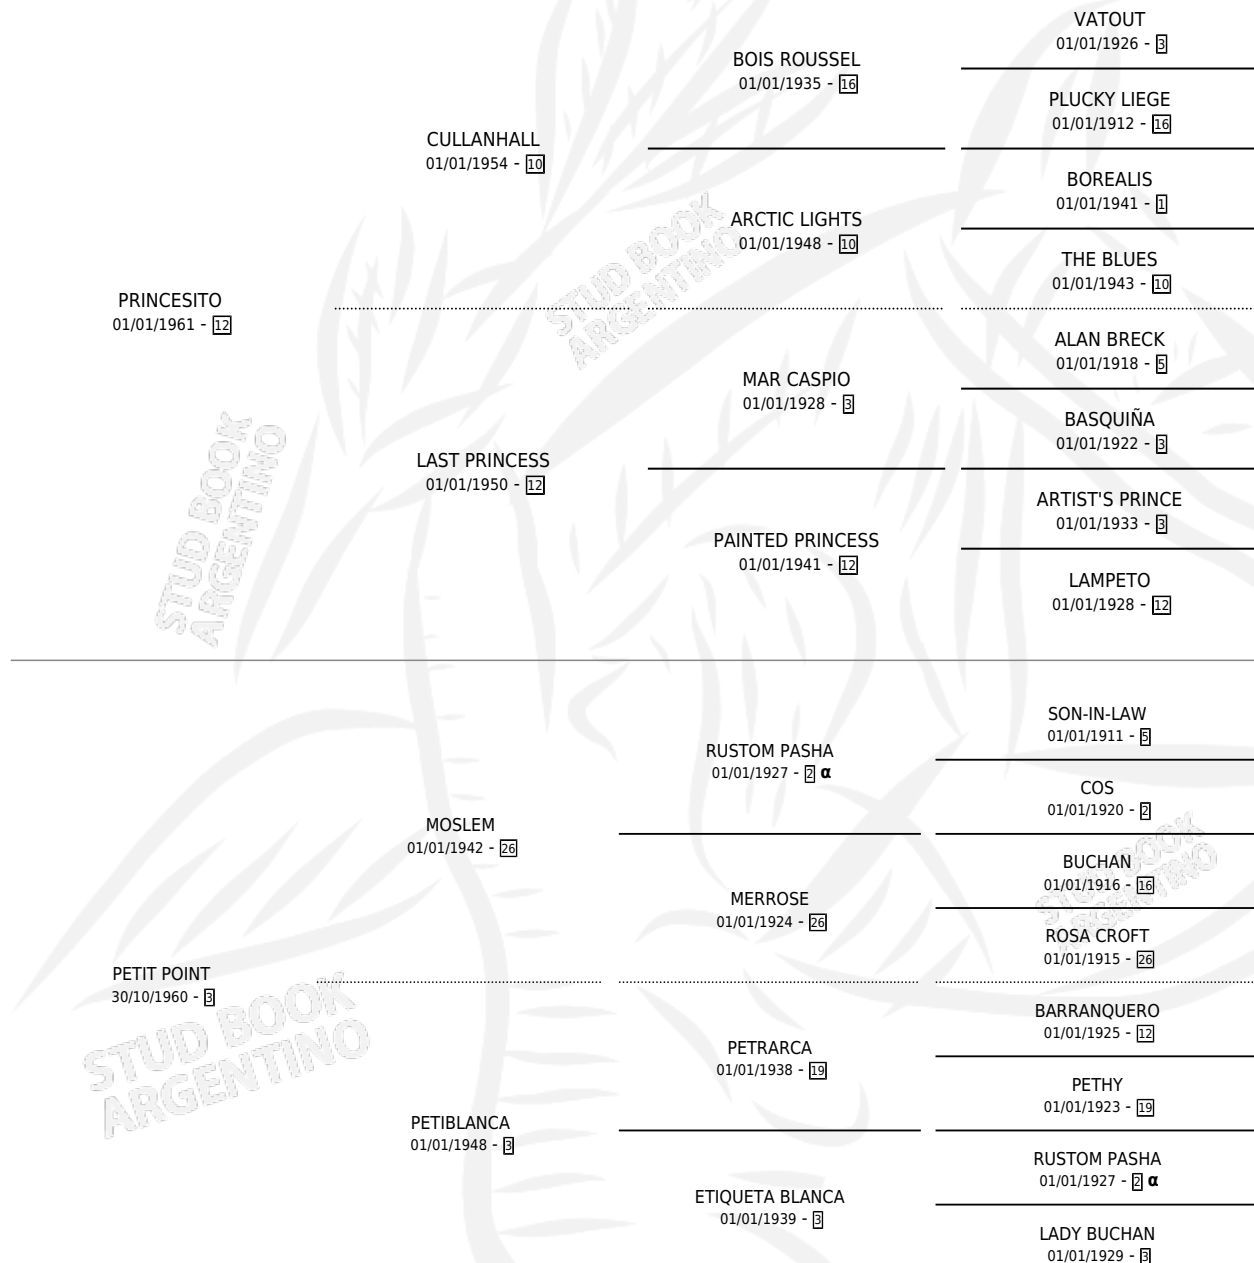 VATOUT
01/01/1926 - 3
BOIS ROUSSEL
01/01/1935 - 16
PLUCKY LIEGE
01/01/1912 - 16
CULLANHALL
01/01/1954 - 10
BOREALIS
01/01/1941 - 1
ARCTIC LIGHTS
01/01/1948 - 10
THE BLUES
01/01/1943 - 10
PRINCESITO
01/01/1961 - 12
ALAN BRECK
01/01/1918 - 5
MAR CASPIO
01/01/1928 - 3
BASQUIÑA
01/01/1922 - 3
LAST PRINCESS
01/01/1950 - 12
ARTIST'S PRINCE
01/01/1933 - 3
PAINTED PRINCESS
01/01/1941 - 12
LAMPETO
01/01/1928 - 12
SON-IN-LAW
01/01/1911 - 5
RUSTOM PASHA
01/01/1927 - 2 α
COS
01/01/1920 - 2
MOSLEM
01/01/1942 - 26
BUCHAN
01/01/1916 - 16
MERROSE
01/01/1924 - 26
ROSA CROFT
01/01/1915 - 26
PETIT POINT
30/10/1960 - 3
BARRANQUERO
01/01/1925 - 12
PETRARCA
01/01/1938 - 19
PETHY
01/01/1923 - 19
PETIBLANCA
01/01/1948 - 3
RUSTOM PASHA
01/01/1927 - 2 α
ETIQUETA BLANCA
01/01/1939 - 3
LADY BUCHAN
01/01/1929 - 3
STUD BOOK
ARGENTINO
STUD BOOK
ARGENTINO
STUD BOOK
ARGENTINO
STUD BOOK
ARGENTINO